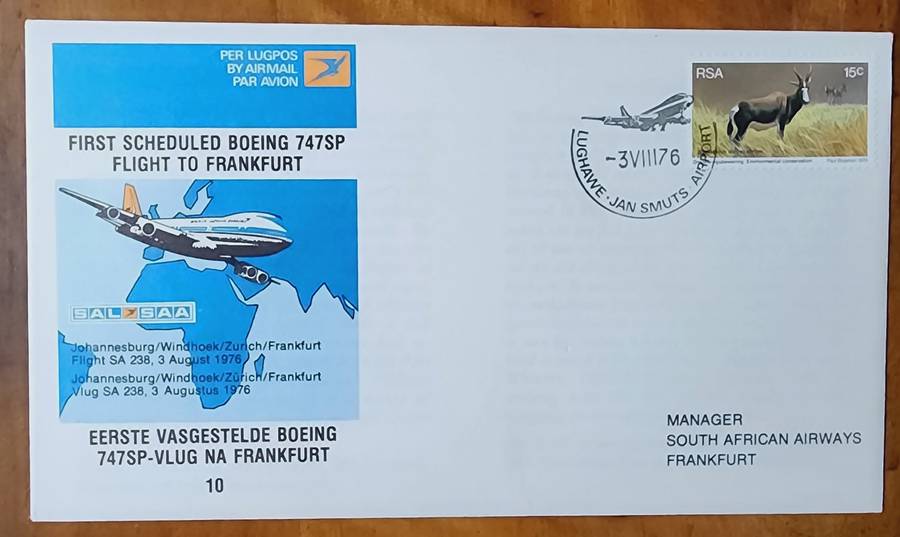 PER LUGPOS
BY AIRMAIL
PAR AVION
FIRST SCHEDULED BOEING 747SP
FLIGHT TO FRANKFURT
SAL SAA
Johannesburg/Windhoek/Zurich/Frankfurt
Flight SA 238, 3 August 1976
Johannesburg/Windhoek/Zürich/Frankfurt
Vlug SA 238, 3 Augustus 1976
EERSTE VASGESTELDE BOEING
747SP-VLUG NA FRANKFURT
10
RSA 15c
Environmental conservation
-3VIII76
LUGHAWE · JAN SMUTS AIRPORT
MANAGER
SOUTH AFRICAN AIRWAYS
FRANKFURT